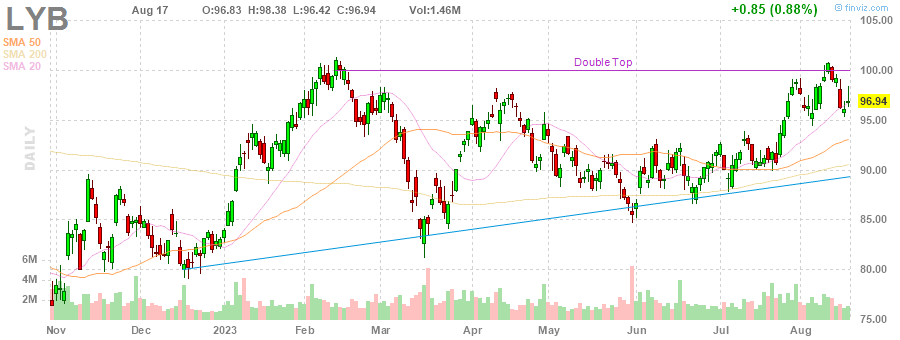 LYB
Aug 17 O:96.83 H:98.38 L:96.42 C:96.94 Vol:1.46M +0.85 (0.88%)
© finviz.com
SMA 50
SMA 200
SMA 20
DAILY
Double Top
105.00
100.00
96.94
95.00
90.00
85.00
80.00
75.00
6M
4M
2M
Nov Dec 2023 Feb Mar Apr May Jun Jul Aug